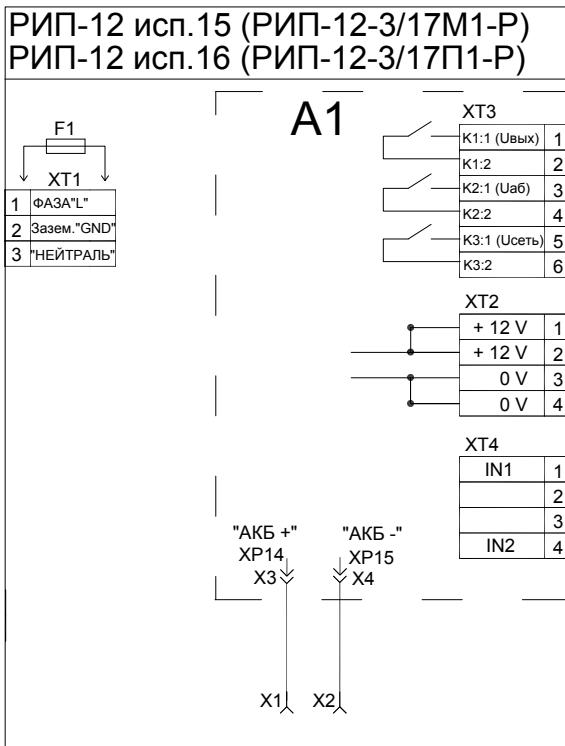 РИП-12 исп.15 (РИП-12-3/17М1-Р)
РИП-12 исп.16 (РИП-12-3/17П1-Р)
F1
XT1
1 ФАЗА"L"
2 Зазем."GND"
3 "НЕЙТРАЛЬ"
A1
XT3
K1:1 (Uвых) 1
K1:2 2
K2:1 (Uаб) 3
K2:2 4
K3:1 (Uсеть) 5
K3:2 6
XT2
+ 12 V 1
+ 12 V 2
0 V 3
0 V 4
XT4
IN1 1
2
3
IN2 4
"АКБ +" "АКБ -"
XP14 XP15
X3 X4
X1 X2